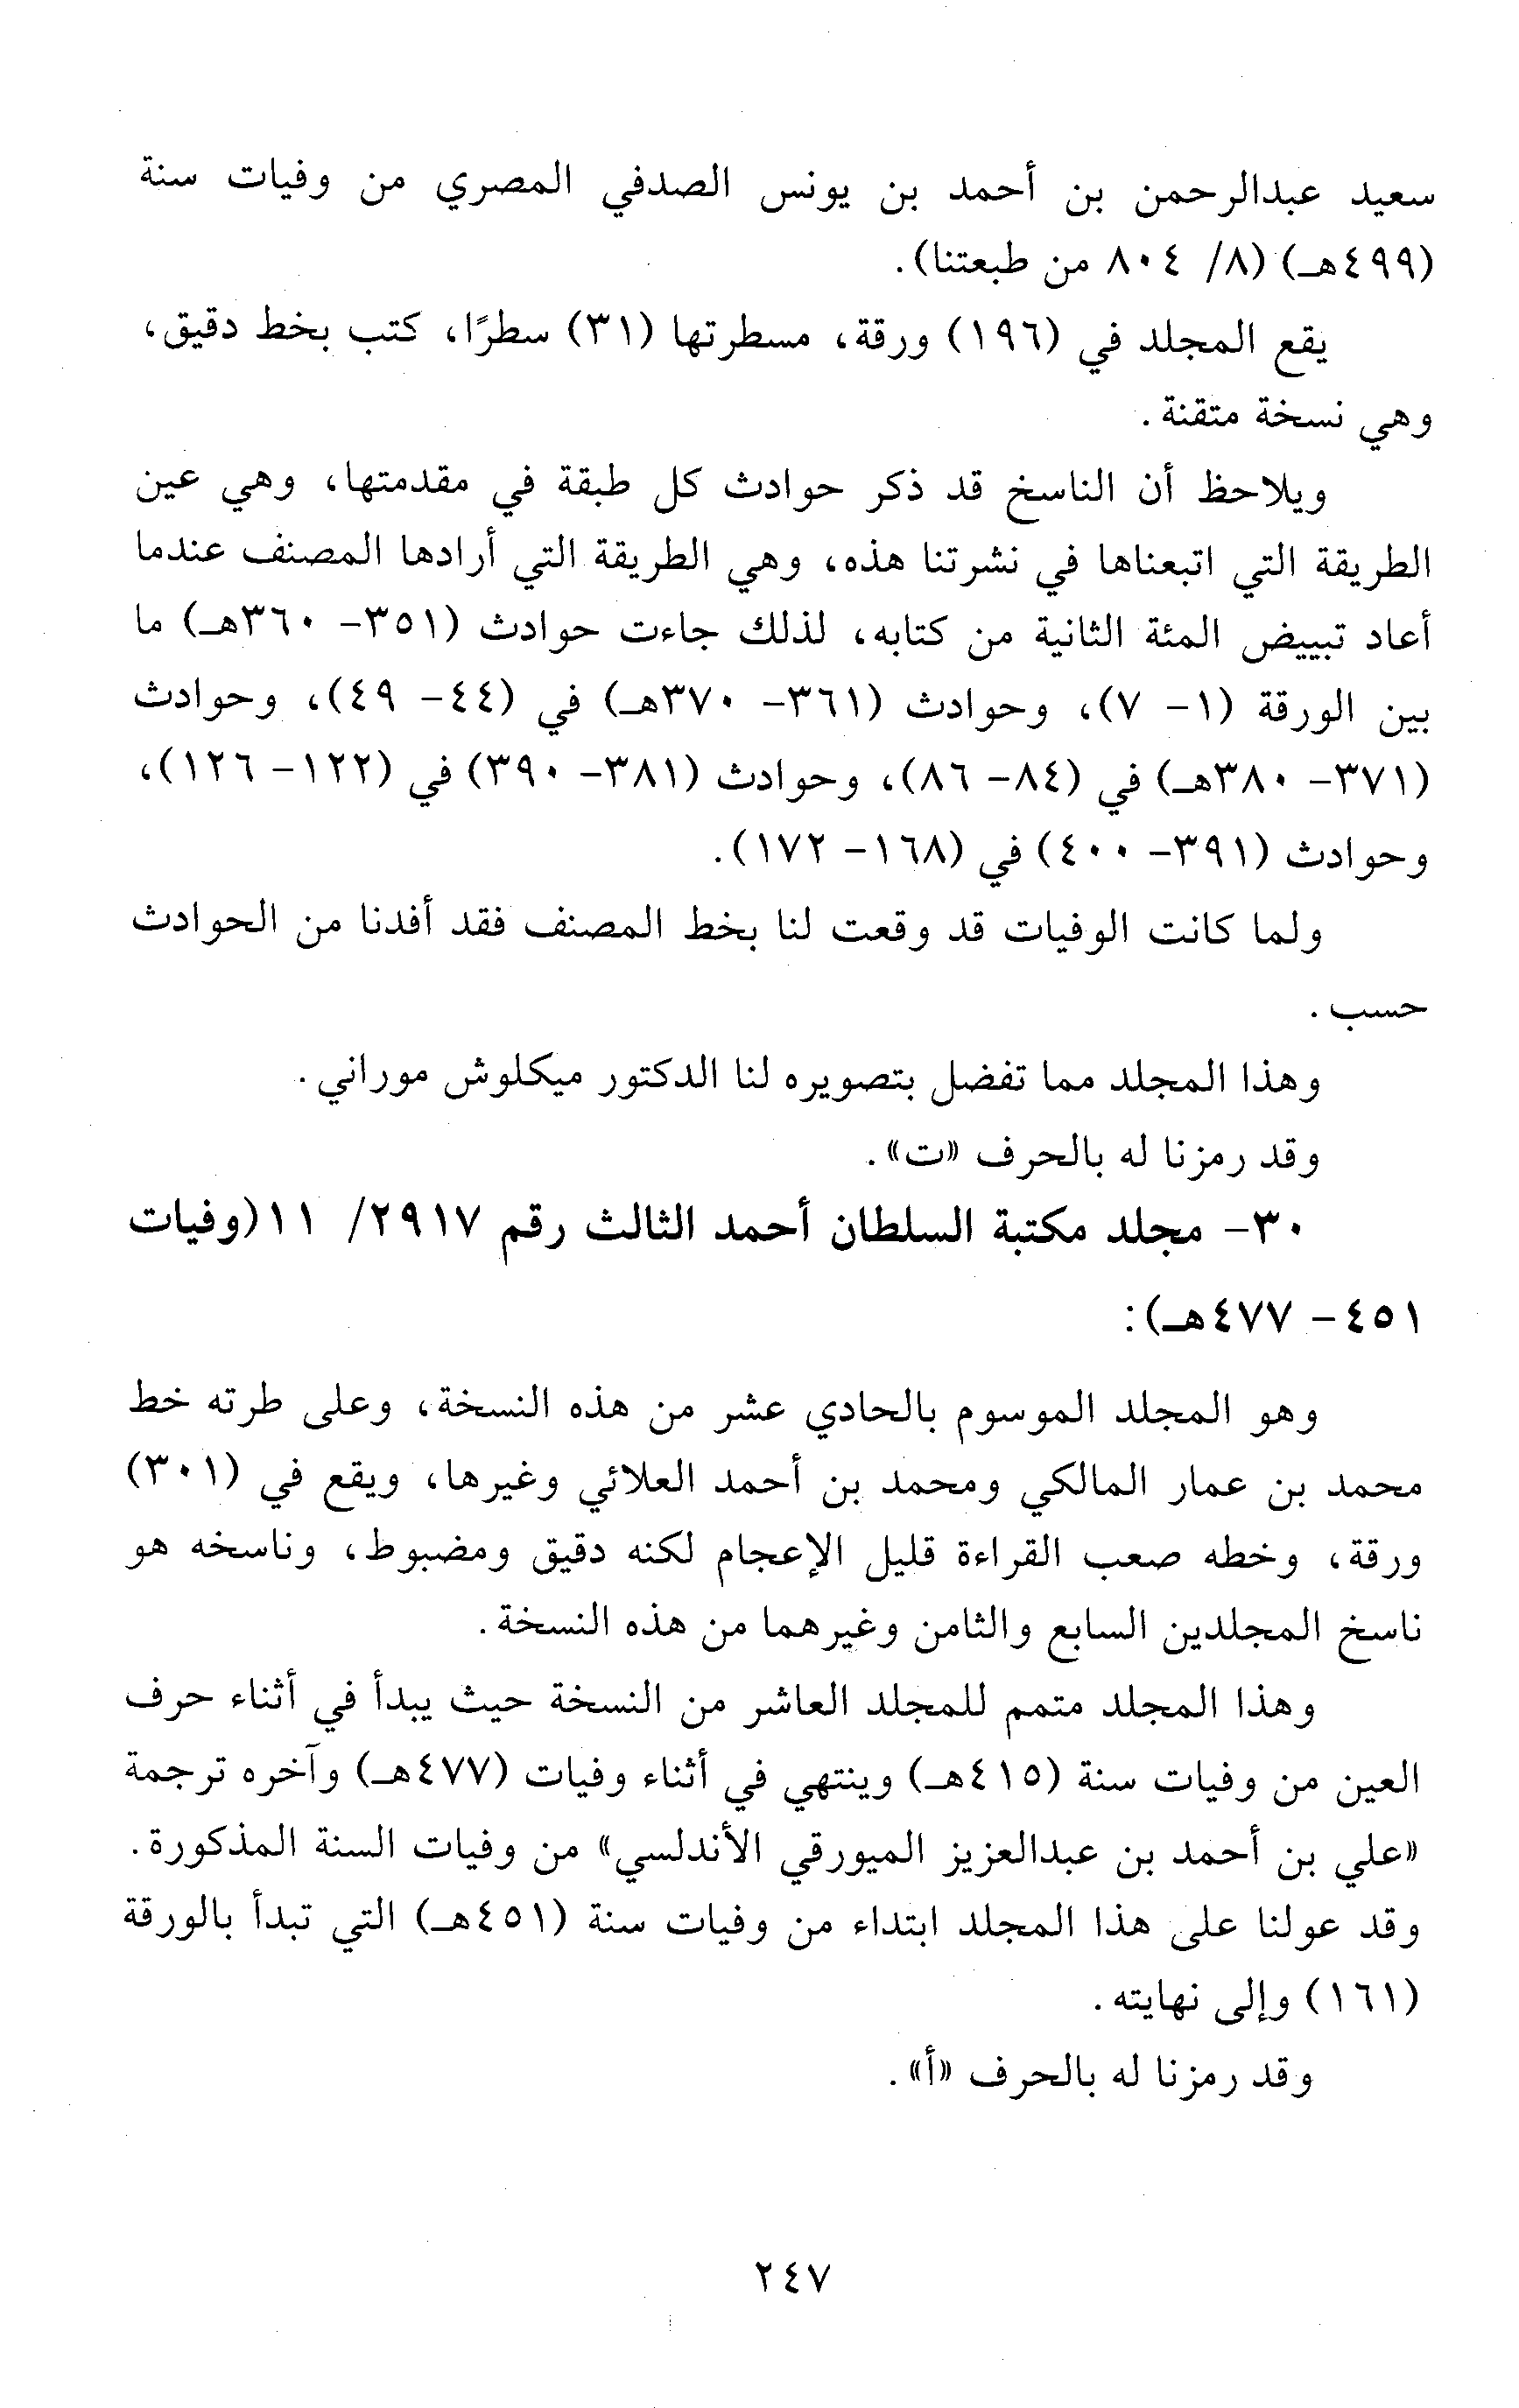 سعيد عبدالرحمن بن أحمد بن يونس الصدفي المصري من وفيات سنة
(٤٩٩هـ) (٨/ ٨٠٤ من طبعتنا).
يقع المجلد في (١٩٦) ورقة، مسطرتها (٣١) سطرًا، كتب بخط دقيق،
وهي نسخة متقنة.
ويلاحظ أن الناسخ قد ذكر حوادث كل طبقة في مقدمتها، وهي عين
الطريقة التي اتبعناها في نشرتنا هذه، وهي الطريقة التي أرادها المصنف عندما
أعاد تبييض المئة الثانية من كتابه، لذلك جاءت حوادث (٣٥١- ٣٦٠هـ) ما
بين الورقة (١- ٧)، وحوادث (٣٦١- ٣٧٠هـ) في (٤٤- ٤٩)، وحوادث
(٣٧١- ٣٨٠هـ) في (٨٤- ٨٦)، وحوادث (٣٨١- ٣٩٠) في (١٢٢- ١٢٦)،
وحوادث (٣٩١- ٤٠٠) في (١٦٨- ١٧٢).
ولما كانت الوفيات قد وقعت لنا بخط المصنف فقد أفدنا من الحوادث
حسب.
وهذا المجلد مما تفضل بتصويره لنا الدكتور ميكلوش موراني.
وقد رمزنا له بالحرف «ت».
٣٠- مجلد مكتبة السلطان أحمد الثالث رقم ٢٩١٧/ ١١(وفيات
٤٥١- ٤٧٧هـ):
وهو المجلد الموسوم بالحادي عشر من هذه النسخة، وعلى طرته خط
محمد بن عمار المالكي ومحمد بن أحمد العلائي وغيرها، ويقع في (٣٠١)
ورقة، وخطه صعب القراءة قليل الإعجام لكنه دقيق ومضبوط، وناسخه هو
ناسخ المجلدين السابع والثامن وغيرهما من هذه النسخة.
وهذا المجلد متمم للمجلد العاشر من النسخة حيث يبدأ في أثناء حرف
العين من وفيات سنة (٤١٥هـ) وينتهي في أثناء وفيات (٤٧٧هـ) وآخره ترجمة
«علي بن أحمد بن عبدالعزيز الميورقي الأندلسي» من وفيات السنة المذكورة.
وقد عولنا على هذا المجلد ابتداء من وفيات سنة (٤٥١هـ) التي تبدأ بالورقة
(١٦١) وإلى نهايته.
وقد رمزنا له بالحرف «أ».
٢٤٧